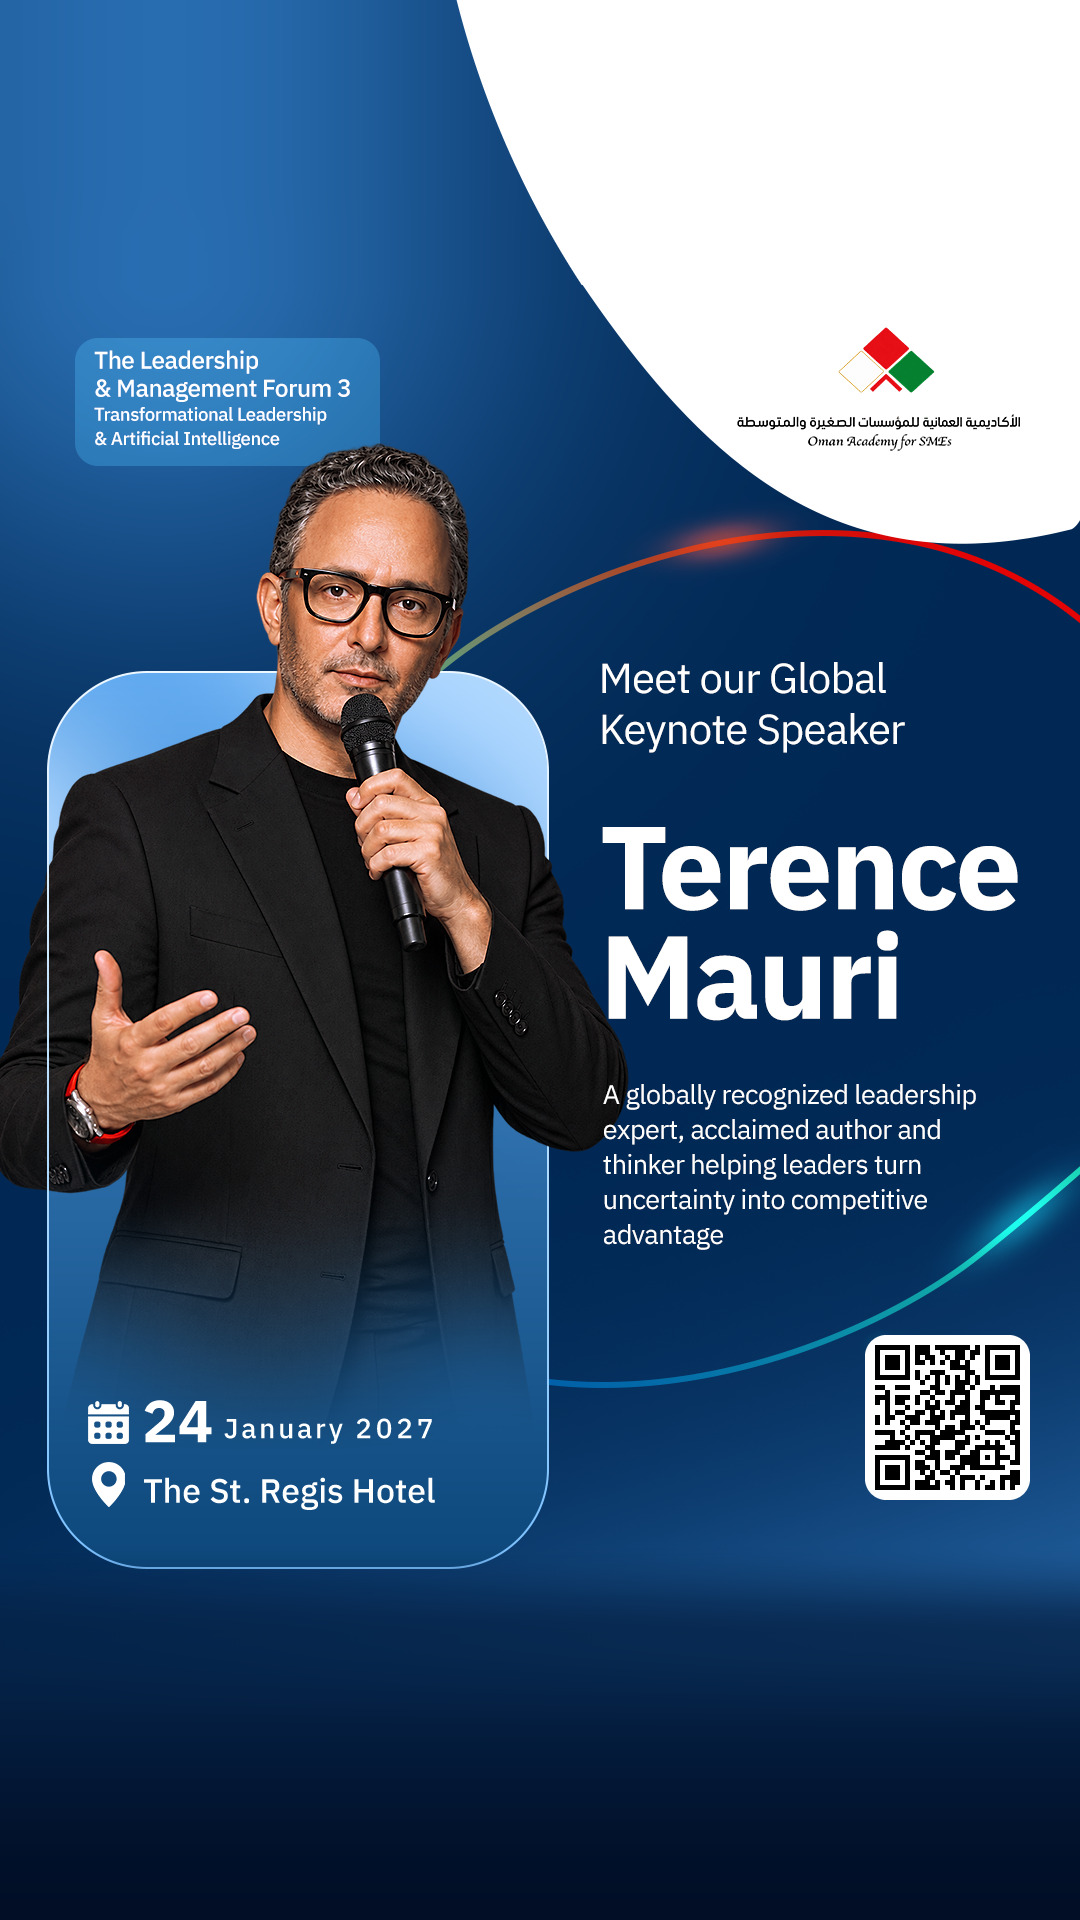 The Leadership
& Management Forum 3
Transformational Leadership
& Artificial Intelligence
الأكاديمية العمانية للمؤسسات الصغيرة والمتوسطة
Oman Academy for SMEs
Meet our Global
Keynote Speaker
Terence
Mauri
A globally recognized leadership
expert, acclaimed author and
thinker helping leaders turn
uncertainty into competitive
advantage
24 January 2027
The St. Regis Hotel